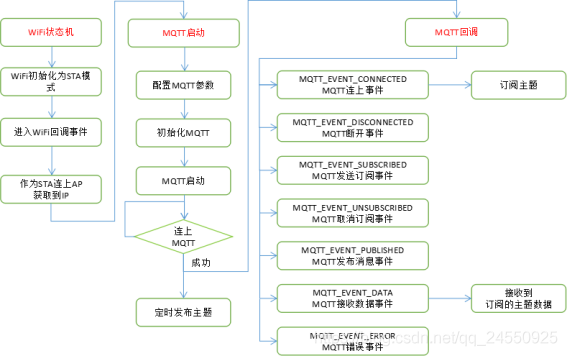 WiFi状态机
WiFi初始化为STA模
式
进入WiFi回调事件
作为STA连上AP
获取到IP
MQTT启动
配置MQTT参数
初始化MQTT
MQTT启动
连上
MQTT
成功
定时发布主题
MQTT回调
MQTT_EVENT_CONNECTED
MQTT连上事件
订阅主题
MQTT_EVENT_DISCONNECTED
MQTT断开事件
MQTT_EVENT_SUBSCRIBED
MQTT发送订阅事件
MQTT_EVENT_UNSUBSCRIBED
MQTT取消订阅事件
MQTT_EVENT_PUBLISHED
MQTT发布消息事件
MQTT_EVENT_DATA
MQTT接收数据事件
接收到
订阅的主题数据
MQTT_EVENT_ERROR
MQTT错误事件
csdn.net/qq_24550925